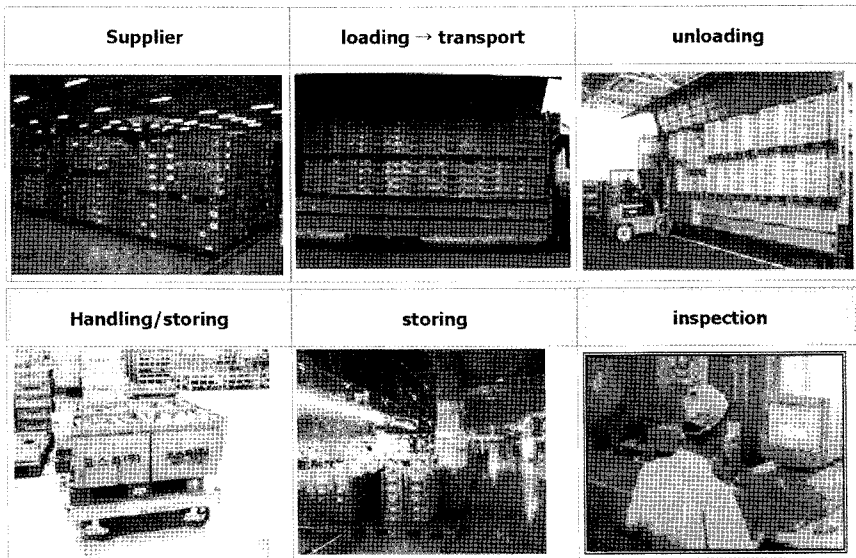 Supplier
loading → transport
unloading
Handling/storing
storing
inspection